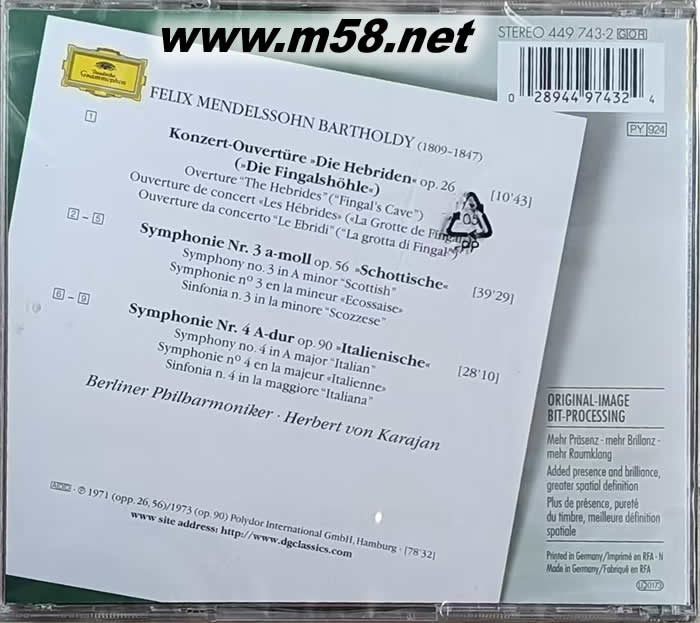 www.m58.net
Deutsche
Grammophon
STEREO 449 743-2 GOR
0 28944 97432 4
PY 924
FELIX MENDELSSOHN BARTHOLDY (1809-1847)
1
Konzert-Ouvertüre »Die Hebriden« op. 26 [10'43]
(»Die Fingalshöhle«)
Overture "The Hebrides" ("Fingal's Cave")
Ouverture de concert «Les Hébrides» («La Grotte de Fingal
Ouverture da concerto "Le Ebridi" ("La grotta di Fingal")
05
PP
2 - 5
Symphonie Nr. 3 a-moll op. 56 »Schottische« [39'29]
Symphony no. 3 in A minor "Scottish"
Symphonie nº 3 en la mineur «Ecossaise»
Sinfonia n. 3 in la minore "Scozzese"
6 - 9
Symphonie Nr. 4 A-dur op. 90 »Italienische« [28'10]
Symphony no. 4 in A major "Italian"
Symphonie nº 4 en la majeur «Italienne»
Sinfonia n. 4 in la maggiore "Italiana"
Berliner Philharmoniker · Herbert von Karajan
ADD · ℗ 1971 (opp. 26, 56)/1973 (op. 90) Polydor International GmbH, Hamburg · [78'32]
www site address: http://www.dgclassics.com
ORIGINAL-IMAGE
BIT-PROCESSING
Mehr Präsenz - mehr Brillanz -
mehr Raumklang
Added presence and brilliance,
greater spatial definition
Plus de présence, pureté
du timbre, meilleure définition
spatiale
Printed in Germany/Imprimé en RFA · N
Made in Germany/Fabriqué en RFA